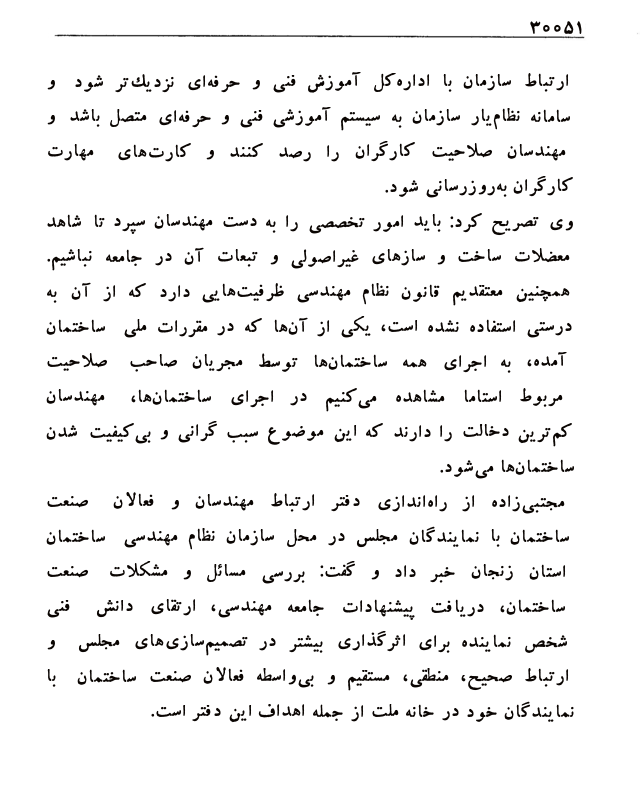 ۳۰۰۵۱
ارتباط سازمان با اداره‌کل آموزش فنی و حرفه‌ای نزدیك‌تر شود و
سامانه نظام‌یار سازمان به سیستم آموزشی فنی و حرفه‌ای متصل باشد و
مهندسان صلاحیت کارگران را رصد کنند و کارت‌های مهارت
کارگران به‌روزرسانی شود.
وی تصریح کرد: باید امور تخصصی را به دست مهندسان سپرد تا شاهد
معضلات ساخت و سازهای غیراصولی و تبعات آن در جامعه نباشیم.
همچنین معتقدیم قانون نظام مهندسی ظرفیت‌هایی دارد که از آن به
درستی استفاده نشده است، یکی از آن‌ها که در مقررات ملی ساختمان
آمده، به اجرای همه ساختمان‌ها توسط مجریان صاحب صلاحیت
مربوط استاما مشاهده می‌کنیم در اجرای ساختمان‌ها، مهندسان
کم‌ترین دخالت را دارند که این موضوع سبب گرانی و بی‌کیفیت شدن
ساختمان‌ها می‌شود.
مجتبی‌زاده از راه‌اندازی دفتر ارتباط مهندسان و فعالان صنعت
ساختمان با نمایندگان مجلس در محل سازمان نظام مهندسی ساختمان
استان زنجان خبر داد و گفت: بررسی مسائل و مشکلات صنعت
ساختمان، دریافت پیشنهادات جامعه مهندسی، ارتقای دانش فنی
شخص نماینده برای اثرگذاری بیشتر در تصمیم‌سازی‌های مجلس و
ارتباط صحیح، منطقی، مستقیم و بی‌واسطه فعالان صنعت ساختمان با
نمایندگان خود در خانه ملت از جمله اهداف این دفتر است.